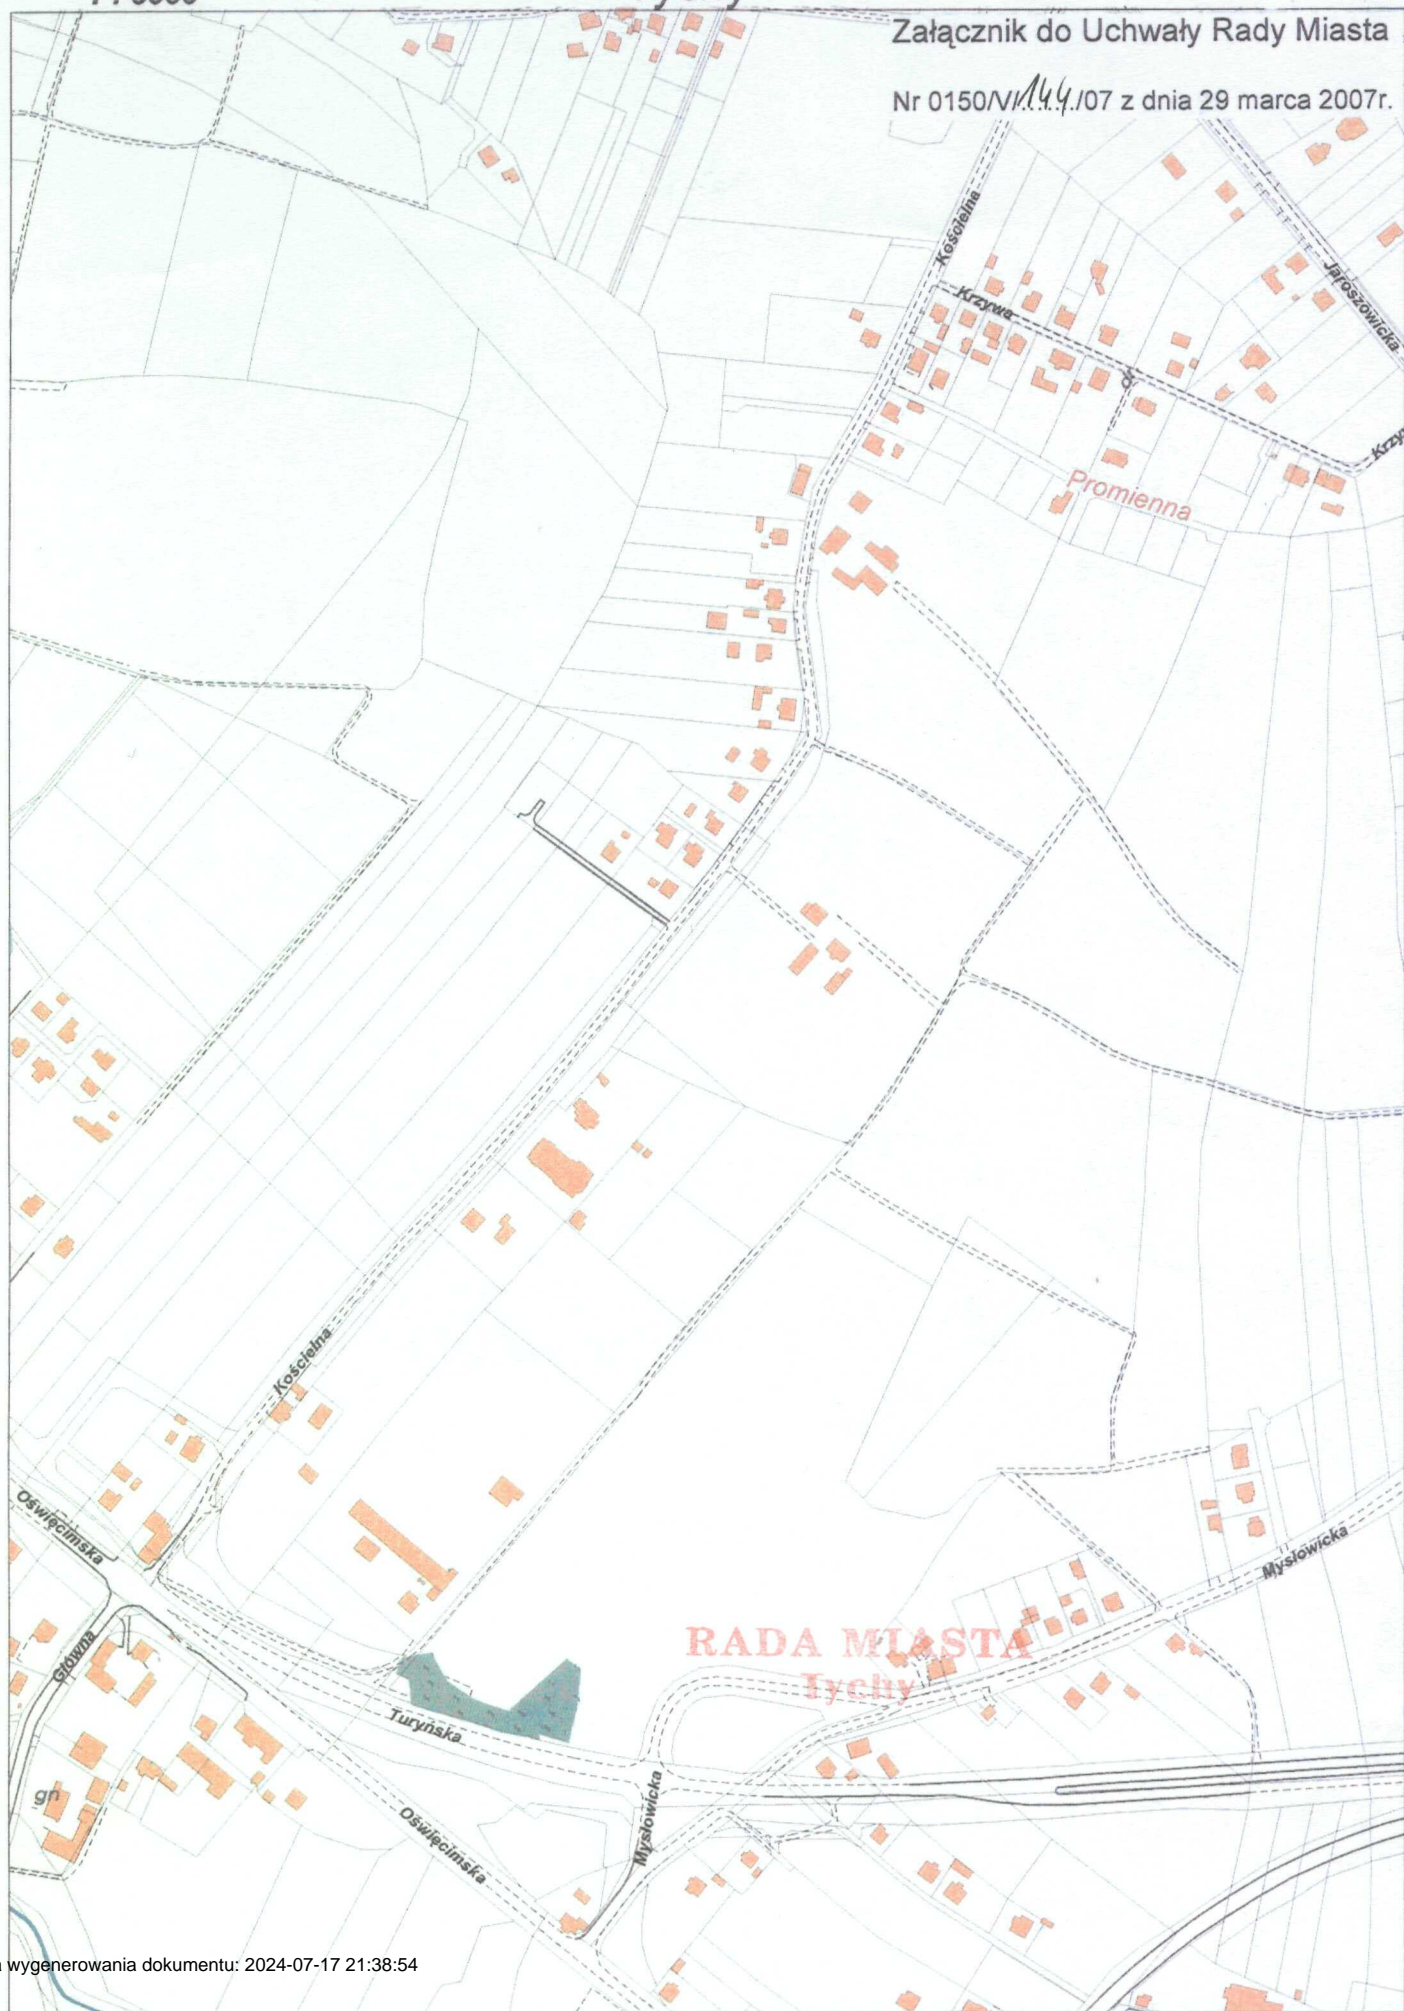 Załącznik do Uchwały Rady Miasta
Nr 0150/V/144/07 z dnia 29 marca 2007r.
Kościelna
Krzywa
Jaroszowicka
Promienna
Kościelna
Oświęcimska
Główna
Mysłowicka
RADA MIASTA
Tychy
Turyńska
gn
Oświęcimska
Mysłowicka
wygenerowania dokumentu: 2024-07-17 21:38:54